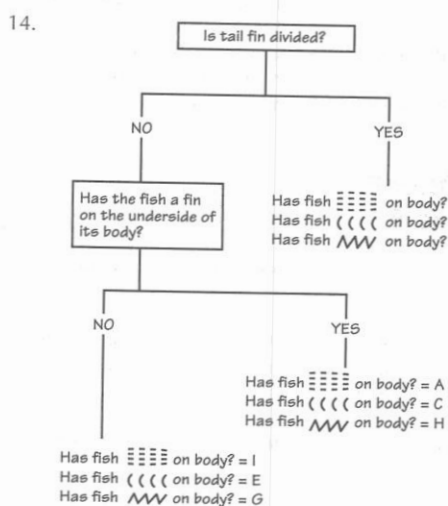 14.
Is tail fin divided?
NO
YES
Has the fish a fin
on the underside of
its body?
Has fish on body?
Has fish (((( on body?
Has fish on body?
NO
YES
Has fish on body? = A
Has fish (((( on body? = C
Has fish on body? = H
Has fish on body? = I
Has fish (((( on body? = E
Has fish on body? = G